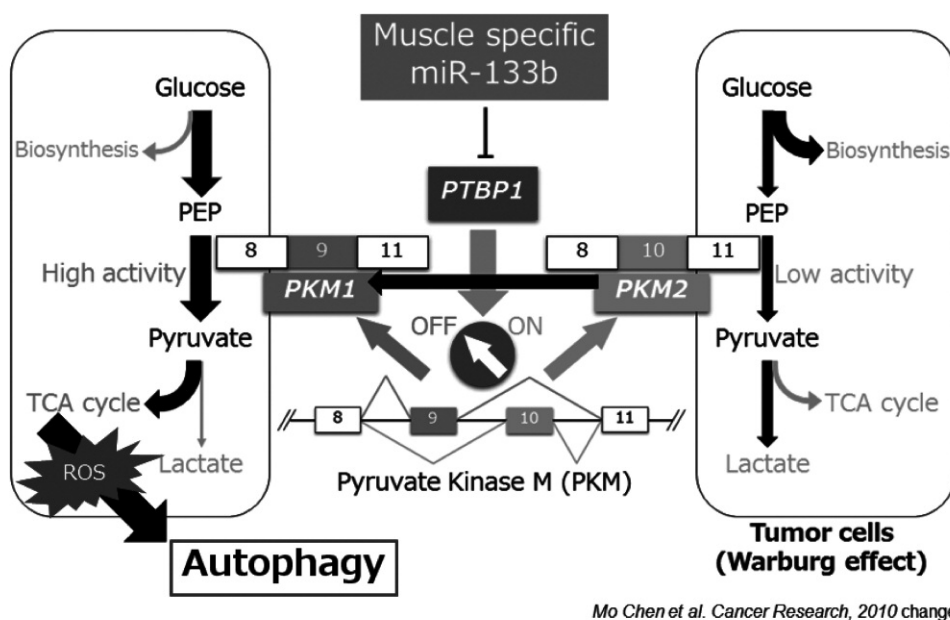 Muscle specific
miR-133b
Glucose
Biosynthesis
PEP
8 9 11
High activity
PKM1
Pyruvate
TCA cycle
ROS
Lactate
Autophagy
PTBP1
OFF ON
8 9 10 11
Pyruvate Kinase M (PKM)
Glucose
Biosynthesis
PEP
8 10 11
PKM2
Low activity
Pyruvate
TCA cycle
Lactate
Tumor cells
(Warburg effect)
Mo Chen et al. Cancer Research, 2010 change